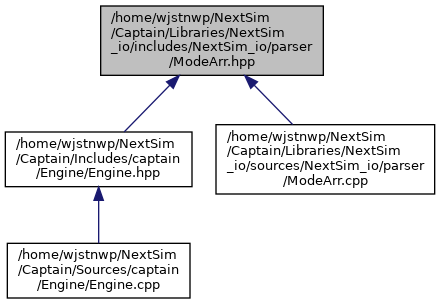 /home/wjstnwp/NextSim
/Captain/Libraries/NextSim
_io/includes/NextSim_io/parser
/ModeArr.hpp
/home/wjstnwp/NextSim
/Captain/Includes/captain
/Engine/Engine.hpp
/home/wjstnwp/NextSim
/Captain/Libraries/NextSim
_io/sources/NextSim_io/parser
/ModeArr.cpp
/home/wjstnwp/NextSim
/Captain/Sources/captain
/Engine/Engine.cpp